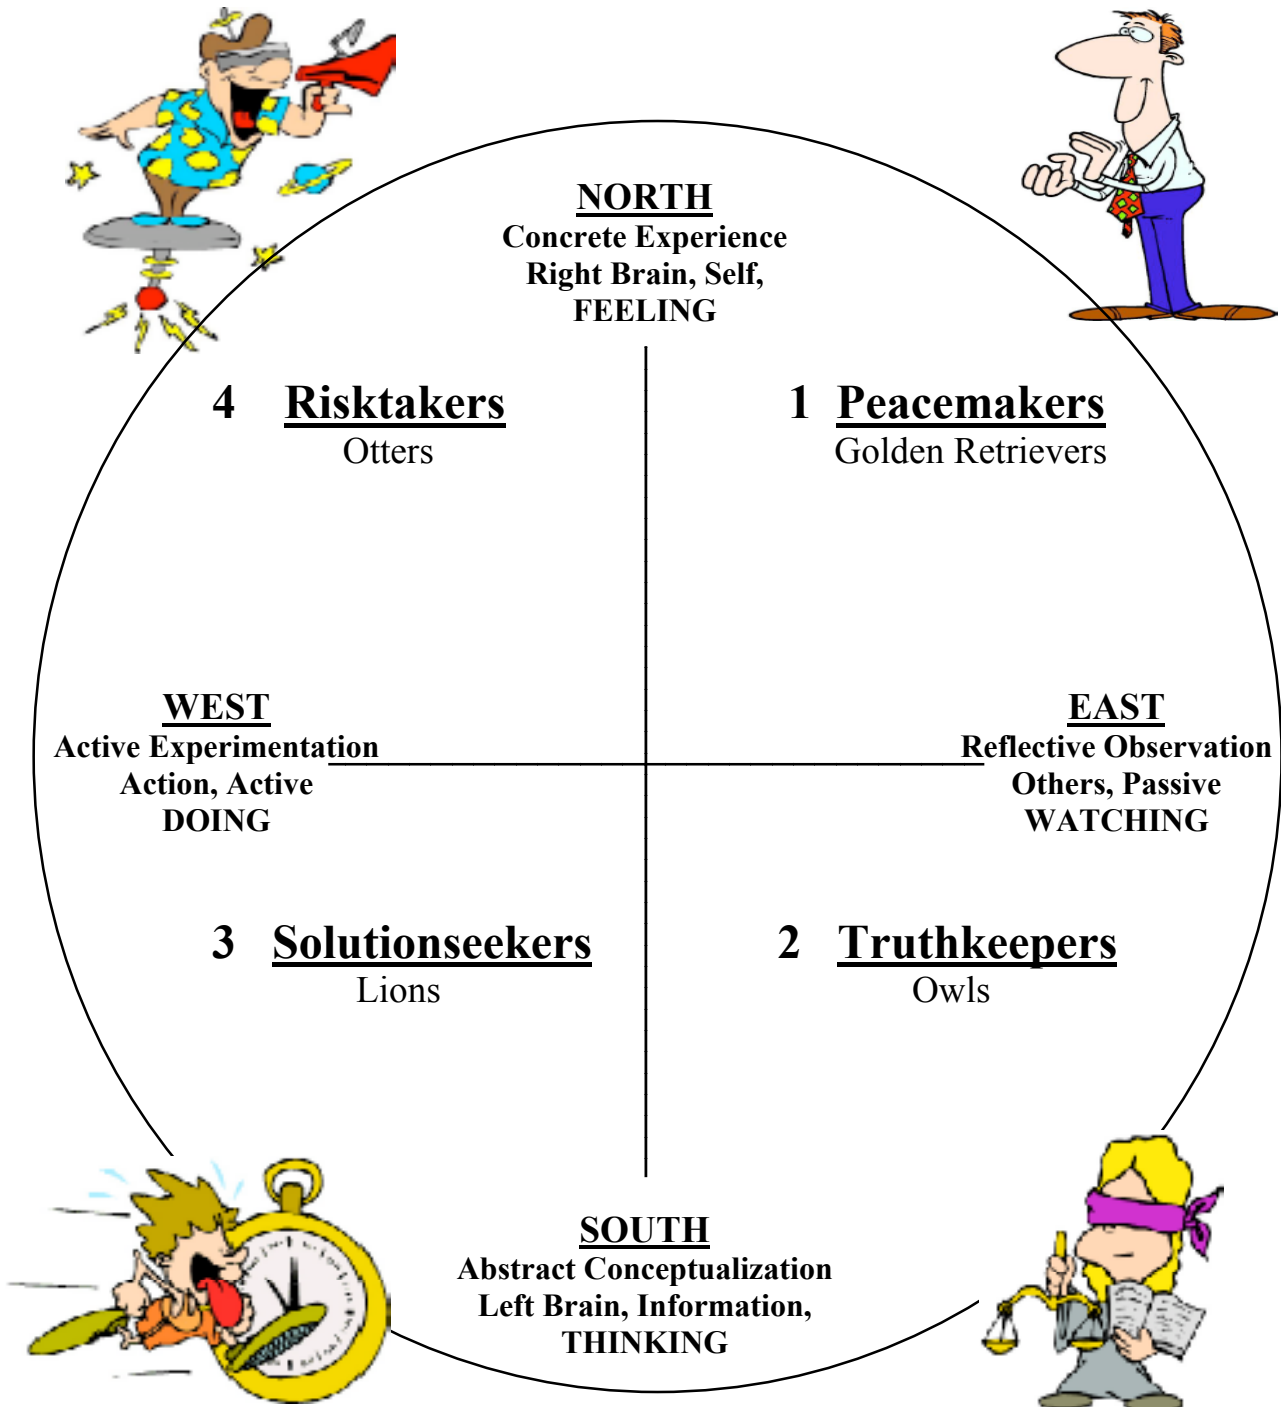 NORTH
Concrete Experience
Right Brain, Self,
FEELING
4 Risktakers
Otters
1 Peacemakers
Golden Retrievers
WEST
Active Experimentation
Action, Active
DOING
EAST
Reflective Observation
Others, Passive
WATCHING
3 Solutionseekers
Lions
2 Truthkeepers
Owls
SOUTH
Abstract Conceptualization
Left Brain, Information,
THINKING